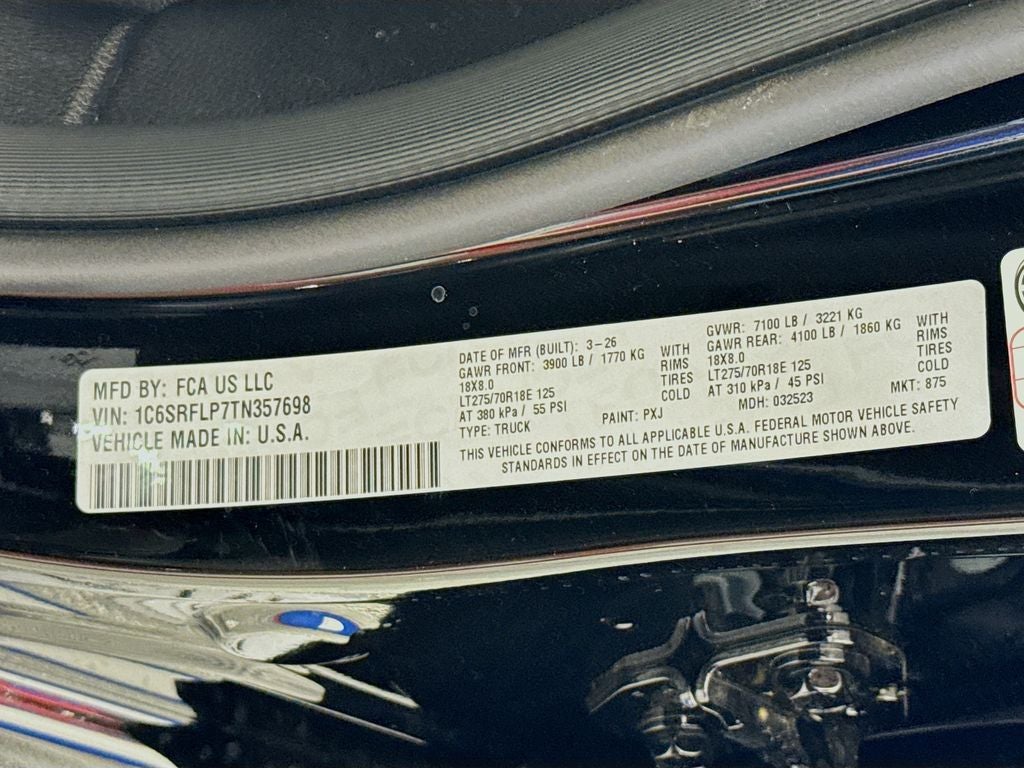 MFD BY: FCA US LLC
VIN: 1C6SRFLP7TN357698
VEHICLE MADE IN: U.S.A.
DATE OF MFR (BUILT): 3-26
GAWR FRONT: 3900 LB / 1770 KG WITH
18X8.0 RIMS
LT275/70R18E 125 TIRES
AT 380 kPa / 55 PSI COLD
TYPE: TRUCK PAINT: PXJ
GVWR: 7100 LB / 3221 KG
GAWR REAR: 4100 LB / 1860 KG WITH
18X8.0 RIMS
LT275/70R18E 125 TIRES
AT 310 kPa / 45 PSI COLD
MDH: 032523 MKT: 875
THIS VEHICLE CONFORMS TO ALL APPLICABLE U.S.A. FEDERAL MOTOR VEHICLE SAFETY
STANDARDS IN EFFECT ON THE DATE OF MANUFACTURE SHOWN ABOVE.